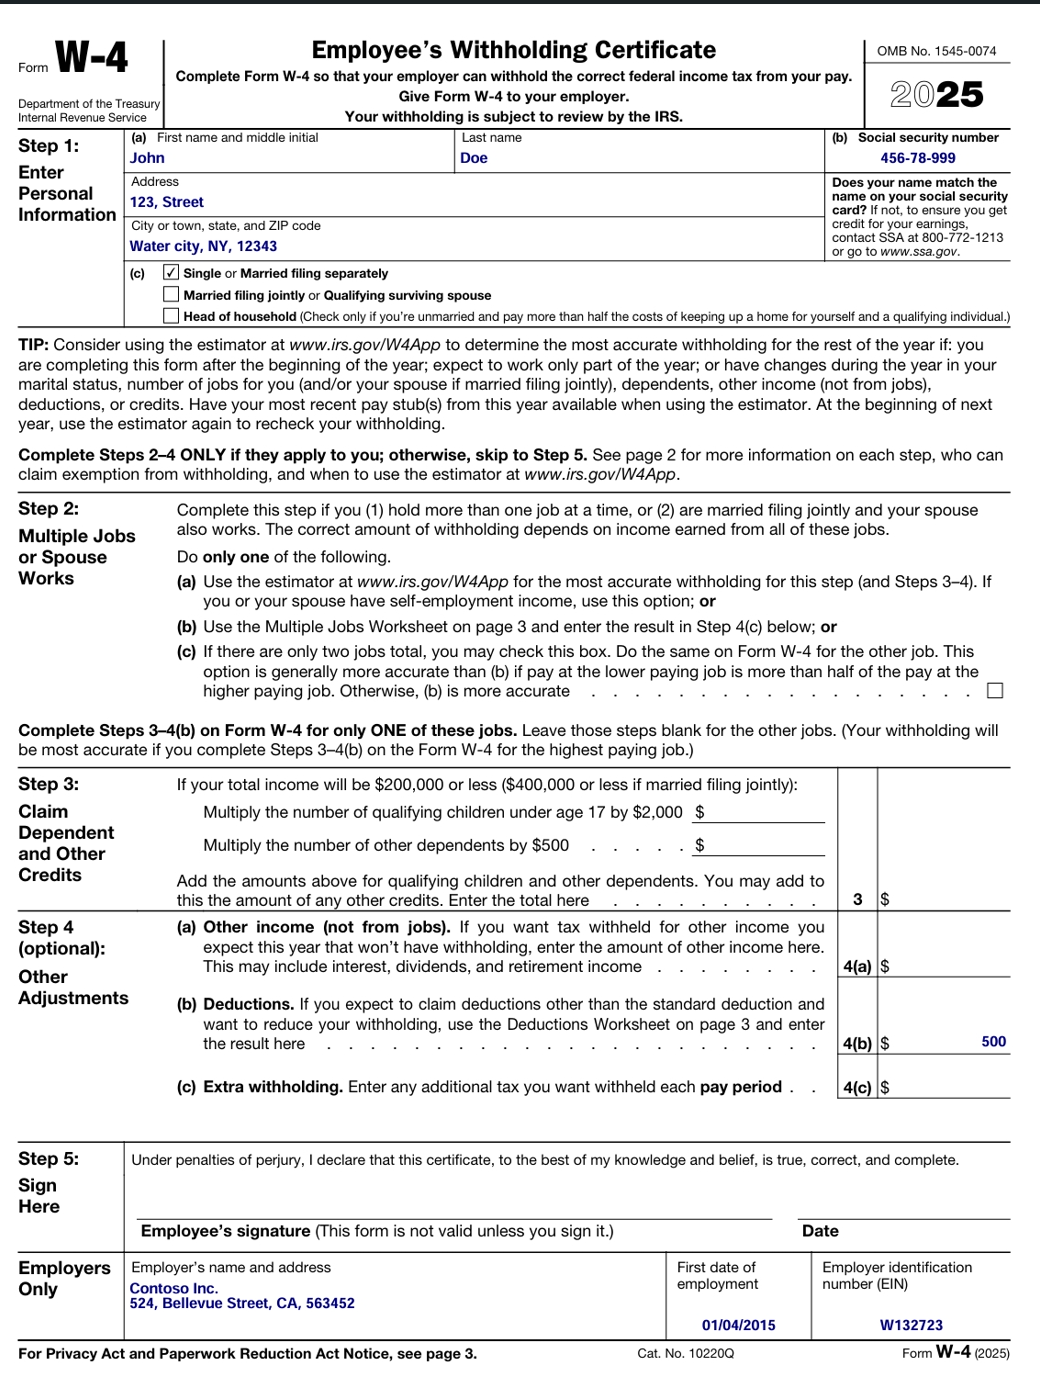 Form W-4
Department of the Treasury
Internal Revenue Service
Employee's Withholding Certificate
Complete Form W-4 so that your employer can withhold the correct federal income tax from your pay.
Give Form W-4 to your employer.
Your withholding is subject to review by the IRS.
OMB No. 1545-0074
2025
Step 1:
Enter
Personal
Information
(a) First name and middle initial
John
Last name
Doe
(b) Social security number
456-78-999
Address
123, Street
City or town, state, and ZIP code
Water city, NY, 12343
Does your name match the
name on your social security
card? If not, to ensure you get
credit for your earnings,
contact SSA at 800-772-1213
or go to www.ssa.gov.
(c) ✓ Single or Married filing separately
Married filing jointly or Qualifying surviving spouse
Head of household (Check only if you're unmarried and pay more than half the costs of keeping up a home for yourself and a qualifying individual.)
TIP: Consider using the estimator at www.irs.gov/W4App to determine the most accurate withholding for the rest of the year if: you
are completing this form after the beginning of the year; expect to work only part of the year; or have changes during the year in your
marital status, number of jobs for you (and/or your spouse if married filing jointly), dependents, other income (not from jobs),
deductions, or credits. Have your most recent pay stub(s) from this year available when using the estimator. At the beginning of next
year, use the estimator again to recheck your withholding.
Complete Steps 2–4 ONLY if they apply to you; otherwise, skip to Step 5. See page 2 for more information on each step, who can
claim exemption from withholding, and when to use the estimator at www.irs.gov/W4App.
Step 2:
Multiple Jobs
or Spouse
Works
Complete this step if you (1) hold more than one job at a time, or (2) are married filing jointly and your spouse
also works. The correct amount of withholding depends on income earned from all of these jobs.
Do only one of the following.
(a) Use the estimator at www.irs.gov/W4App for the most accurate withholding for this step (and Steps 3–4). If
you or your spouse have self-employment income, use this option; or
(b) Use the Multiple Jobs Worksheet on page 3 and enter the result in Step 4(c) below; or
(c) If there are only two jobs total, you may check this box. Do the same on Form W-4 for the other job. This
option is generally more accurate than (b) if pay at the lower paying job is more than half of the pay at the
higher paying job. Otherwise, (b) is more accurate . . . . . . . . . . . . . . . . . .
Complete Steps 3–4(b) on Form W-4 for only ONE of these jobs. Leave those steps blank for the other jobs. (Your withholding will
be most accurate if you complete Steps 3–4(b) on the Form W-4 for the highest paying job.)
Step 3:
Claim
Dependent
and Other
Credits
If your total income will be $200,000 or less ($400,000 or less if married filing jointly):
Multiply the number of qualifying children under age 17 by $2,000 $
Multiply the number of other dependents by $500 . . . . . $
Add the amounts above for qualifying children and other dependents. You may add to
this the amount of any other credits. Enter the total here . . . . . . . . . . 3 $
Step 4
(optional):
Other
Adjustments
(a) Other income (not from jobs). If you want tax withheld for other income you
expect this year that won't have withholding, enter the amount of other income here.
This may include interest, dividends, and retirement income . . . . . . . . 4(a) $
(b) Deductions. If you expect to claim deductions other than the standard deduction and
want to reduce your withholding, use the Deductions Worksheet on page 3 and enter
the result here . . . . . . . . . . . . . . . . . . . . . . . 4(b) $ 500
(c) Extra withholding. Enter any additional tax you want withheld each pay period . . 4(c) $
Step 5:
Sign
Here
Under penalties of perjury, I declare that this certificate, to the best of my knowledge and belief, is true, correct, and complete.
Employee's signature (This form is not valid unless you sign it.)
Date
Employers
Only
Employer's name and address
Contoso Inc.
524, Bellevue Street, CA, 563452
First date of
employment
01/04/2015
Employer identification
number (EIN)
W132723
For Privacy Act and Paperwork Reduction Act Notice, see page 3.
Cat. No. 10220Q
Form W-4 (2025)